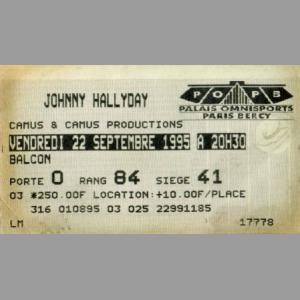 JOHNNY HALLYDAY
POPB
PALAIS OMNISPORTS
PARIS BERCY
CAMUS & CAMUS PRODUCTIONS
VENDREDI 22 SEPTEMBRE 1995 A 20H30
BALCON
PORTE O RANG 84 SIEGE 41
03 *250.00F LOCATION:+10.00F/PLACE
316 010895 03 025 22991185
LM 17778